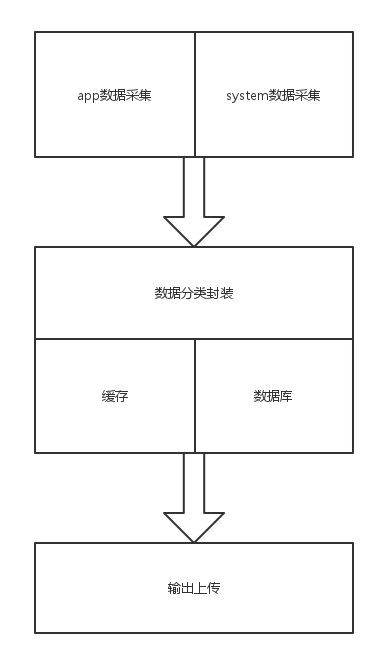 app数据采集
system数据采集
数据分类封装
缓存
数据库
输出上传